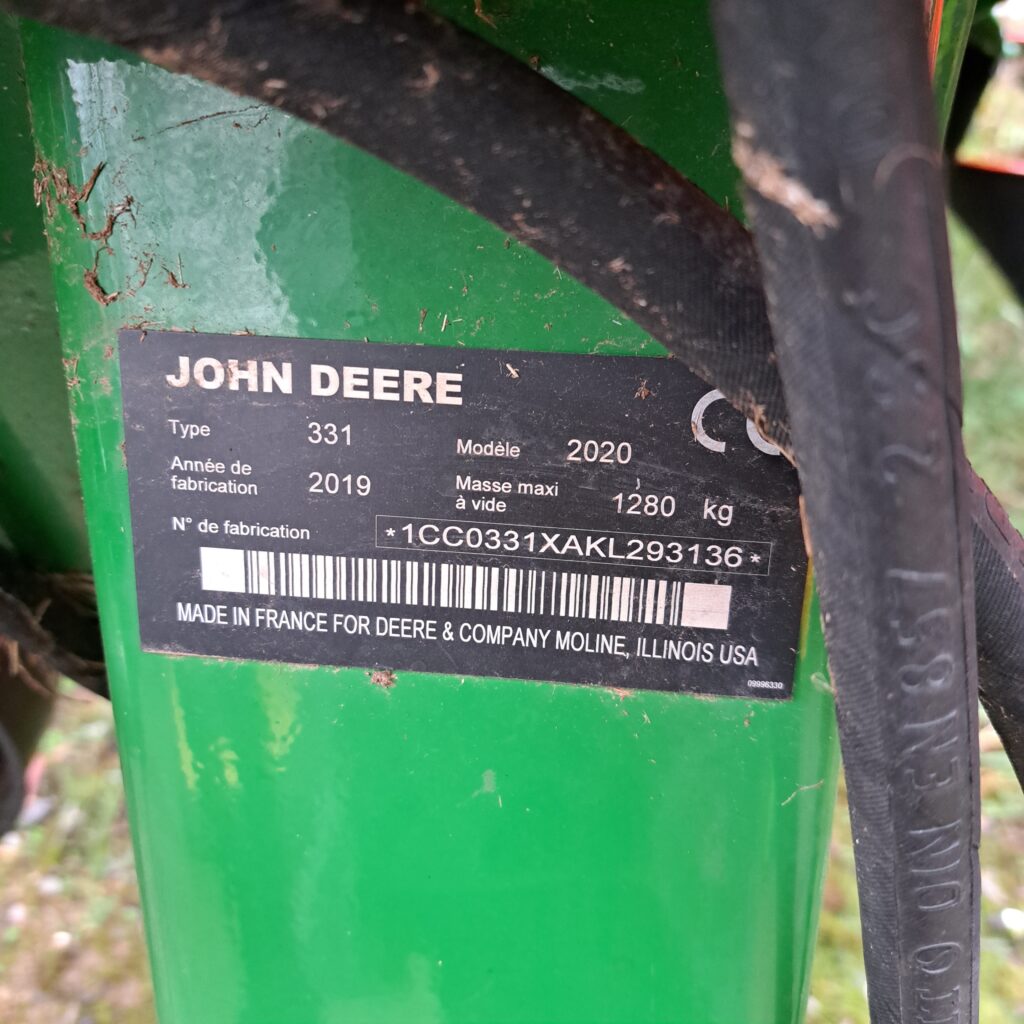 JOHN DEERE
Type 331 Modèle 2020
Année de fabrication 2019 Masse maxi à vide 1280 kg
N° de fabrication *1CC0331XAKL293136*
MADE IN FRANCE FOR DEERE & COMPANY MOLINE, ILLINOIS USA
09996330